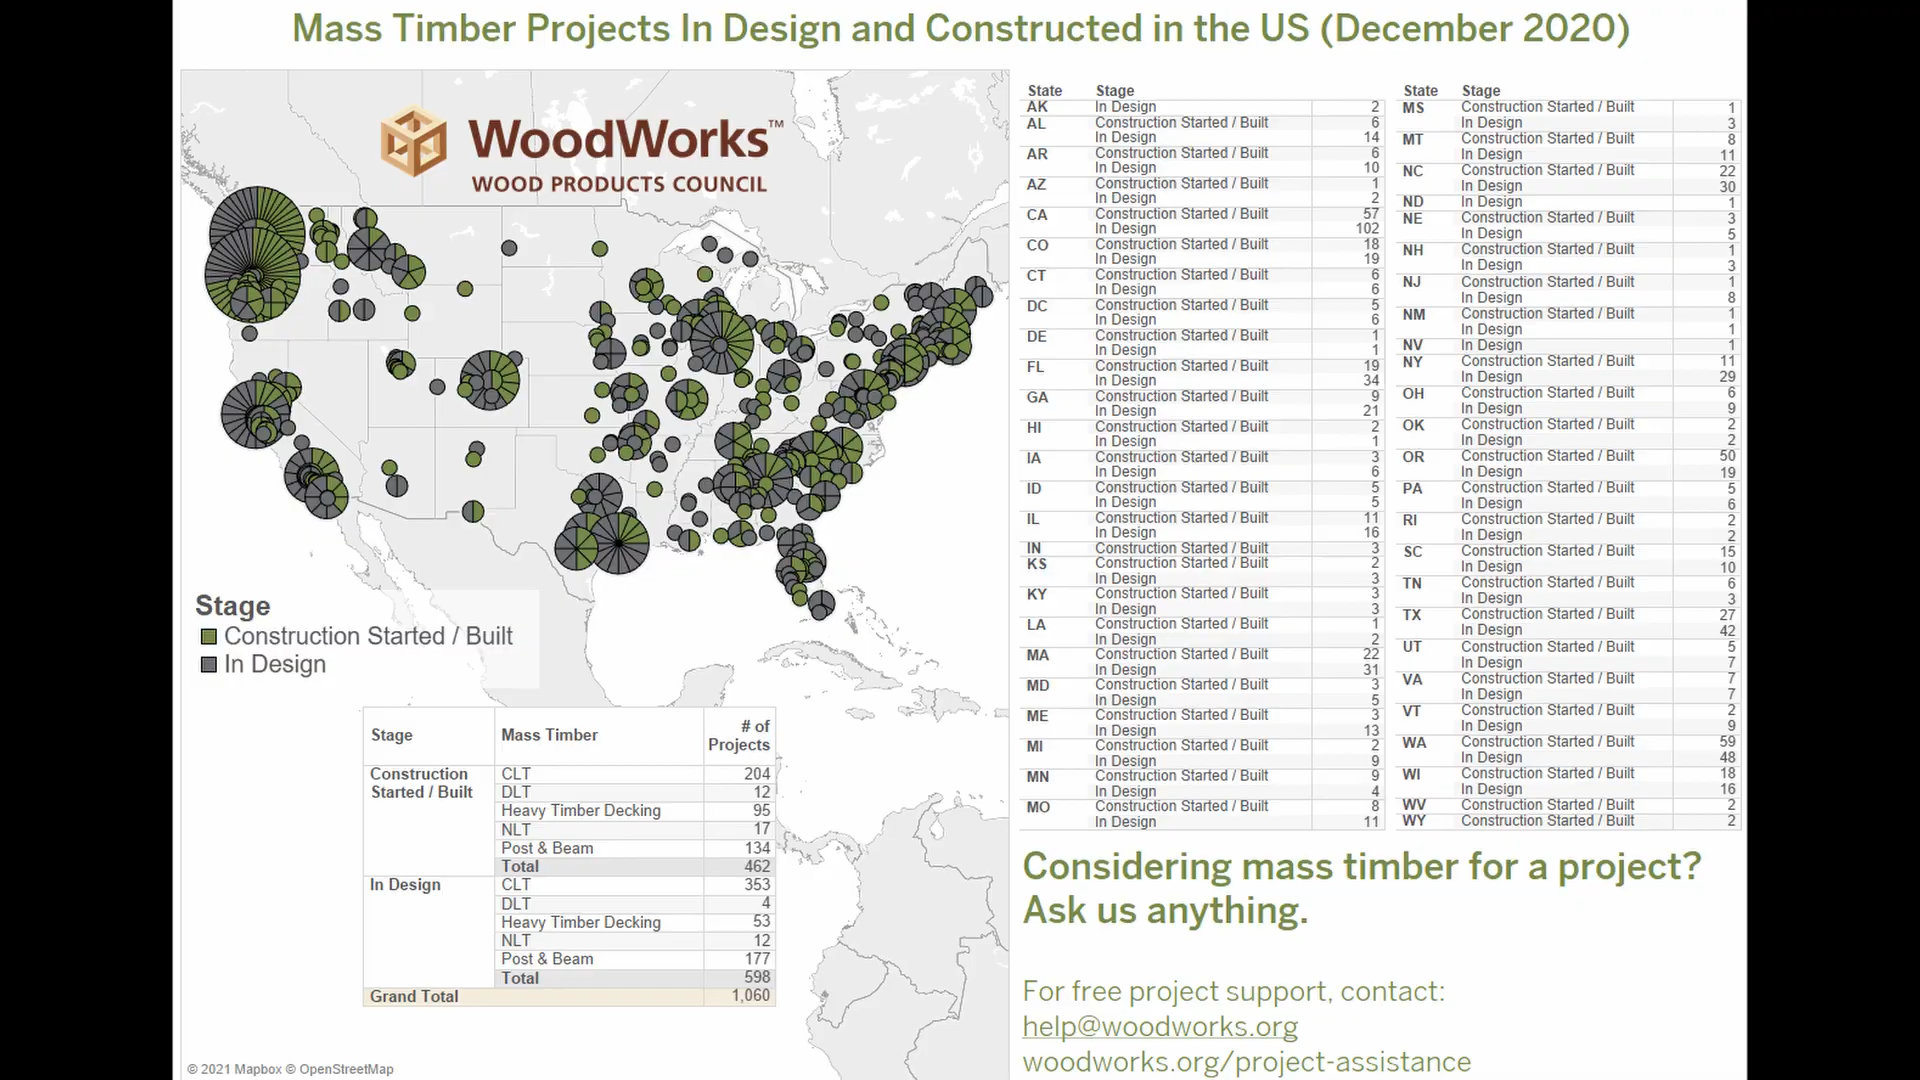 Mass Timber Projects In Design and Constructed in the US (December 2020)
WoodWorks™
WOOD PRODUCTS COUNCIL
Stage
Construction Started / Built
In Design
Stage Mass Timber # of Projects
Construction Started / Built CLT 204
DLT 12
Heavy Timber Decking 95
NLT 17
Post & Beam 134
Total 462
In Design CLT 353
DLT 4
Heavy Timber Decking 53
NLT 12
Post & Beam 177
Total 598
Grand Total 1,060
© 2021 Mapbox © OpenStreetMap
State Stage
AK In Design 2
AL Construction Started / Built 6
In Design 14
AR Construction Started / Built 6
In Design 10
AZ Construction Started / Built 1
In Design 2
CA Construction Started / Built 57
In Design 102
CO Construction Started / Built 18
In Design 19
CT Construction Started / Built 6
In Design 6
DC Construction Started / Built 5
In Design 6
DE Construction Started / Built 1
In Design 1
FL Construction Started / Built 19
In Design 34
GA Construction Started / Built 9
In Design 21
HI Construction Started / Built 2
In Design 1
IA Construction Started / Built 3
In Design 6
ID Construction Started / Built 5
In Design 5
IL Construction Started / Built 11
In Design 16
IN Construction Started / Built 3
KS Construction Started / Built 2
In Design 3
KY Construction Started / Built 3
In Design 3
LA Construction Started / Built 1
In Design 2
MA Construction Started / Built 22
In Design 31
MD Construction Started / Built 3
In Design 5
ME Construction Started / Built 3
In Design 13
MI Construction Started / Built 2
In Design 9
MN Construction Started / Built 9
In Design 4
MO Construction Started / Built 8
In Design 11
State Stage
MS Construction Started / Built 1
In Design 3
MT Construction Started / Built 8
In Design 11
NC Construction Started / Built 22
In Design 30
ND Construction Started / Built 1
NE Construction Started / Built 3
In Design 5
NH Construction Started / Built 1
In Design 3
NJ Construction Started / Built 1
In Design 8
NM Construction Started / Built 1
In Design 1
NV In Design 1
NY Construction Started / Built 11
In Design 29
OH Construction Started / Built 6
In Design 9
OK Construction Started / Built 2
In Design 2
OR Construction Started / Built 50
In Design 19
PA Construction Started / Built 5
In Design 6
RI Construction Started / Built 2
In Design 2
SC Construction Started / Built 15
In Design 10
TN Construction Started / Built 6
In Design 3
TX Construction Started / Built 27
In Design 42
UT Construction Started / Built 5
In Design 7
VA Construction Started / Built 7
In Design 7
VT Construction Started / Built 2
In Design 9
WA Construction Started / Built 59
In Design 48
WI Construction Started / Built 18
In Design 16
WV Construction Started / Built 2
WY Construction Started / Built 2
Considering mass timber for a project?
Ask us anything.
For free project support, contact:
help@woodworks.org
woodworks.org/project-assistance